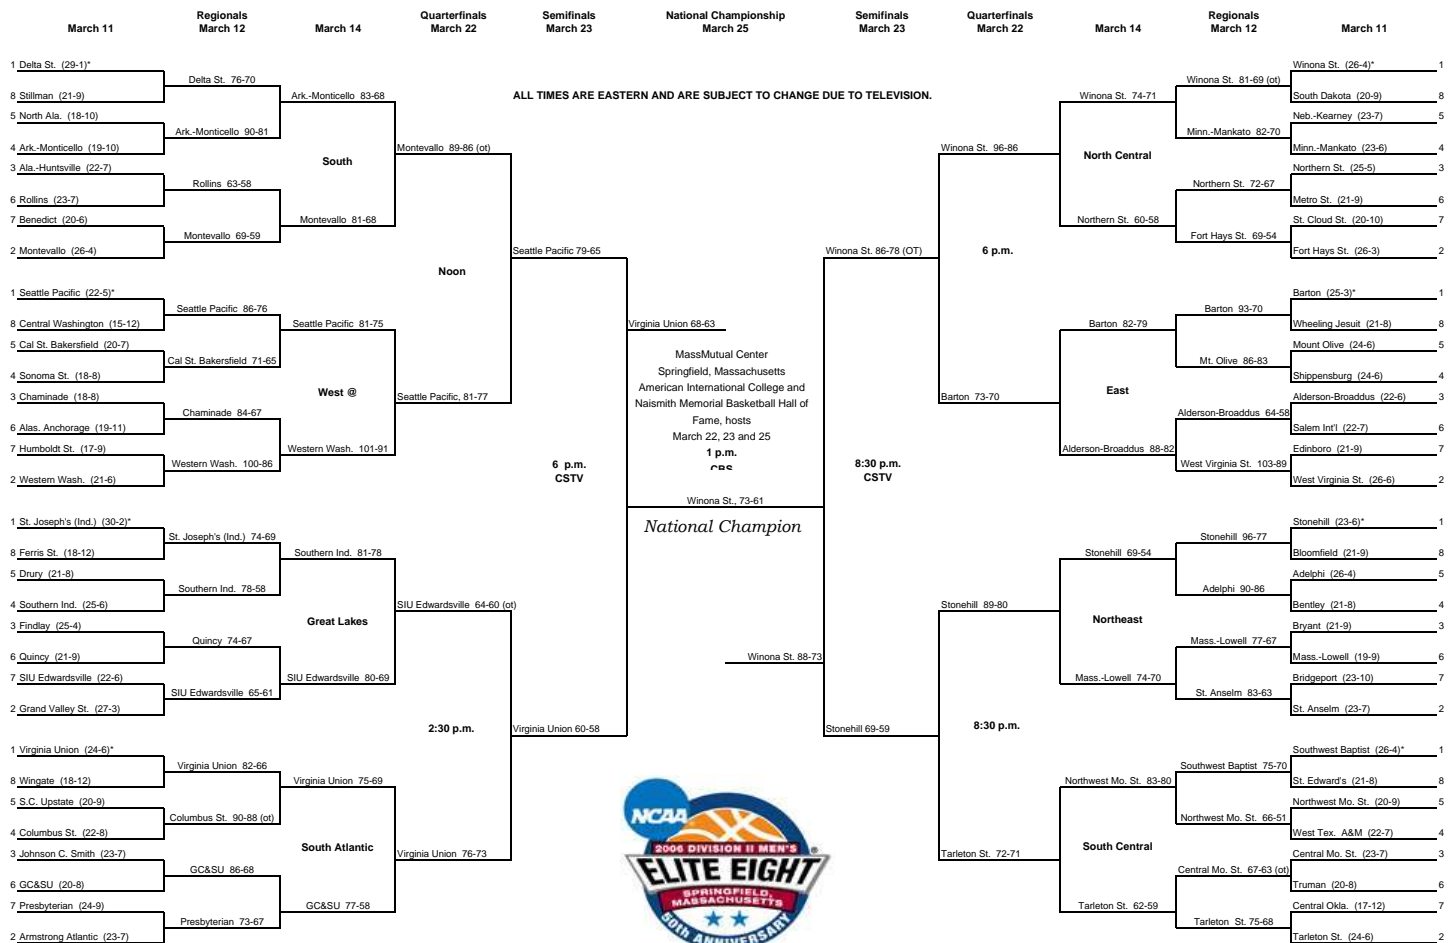 Regionals
Quarterfinals
Semifinals
National Championship
Semifinals
Quarterfinals
Regionals
March 11
March 12
March 14
March 22
March 23
March 25
March 23
March 22
March 14
March 12
March 11
ALL TIMES ARE EASTERN AND ARE SUBJECT TO CHANGE DUE TO TELEVISION.
1 Delta St. (29-1)*
8 Stillman (21-9)
5 North Ala. (18-10)
4 Ark.-Monticello (19-10)
3 Ala.-Huntsville (22-7)
6 Rollins (23-7)
7 Benedict (20-6)
2 Montevallo (26-4)
Delta St. 76-70
Ark.-Monticello 90-81
Rollins 63-58
Montevallo 69-59
Ark.-Monticello 83-68
South
Montevallo 81-68
Montevallo 89-86 (ot)
1 Seattle Pacific (22-5)*
8 Central Washington (15-12)
5 Cal St. Bakersfield (20-7)
4 Sonoma St. (18-8)
3 Chaminade (18-8)
6 Alas. Anchorage (19-11)
7 Humboldt St. (17-9)
2 Western Wash. (21-6)
Seattle Pacific 86-76
Cal St. Bakersfield 71-65
Chaminade 84-67
Western Wash. 100-86
Seattle Pacific 81-75
West @
Western Wash. 101-91
Seattle Pacific, 81-77
Noon
Seattle Pacific 79-65
1 St. Joseph's (Ind.) (30-2)*
8 Ferris St. (18-12)
5 Drury (21-8)
4 Southern Ind. (25-6)
3 Findlay (25-4)
6 Quincy (21-9)
7 SIU Edwardsville (22-6)
2 Grand Valley St. (27-3)
St. Joseph's (Ind.) 74-69
Southern Ind. 78-58
Quincy 74-67
SIU Edwardsville 65-61
Southern Ind. 81-78
Great Lakes
SIU Edwardsville 80-69
SIU Edwardsville 64-60 (ot)
1 Virginia Union (24-6)*
8 Wingate (18-12)
5 S.C. Upstate (20-9)
4 Columbus St. (22-8)
3 Johnson C. Smith (23-7)
6 GC&SU (20-8)
7 Presbyterian (24-9)
2 Armstrong Atlantic (23-7)
Virginia Union 82-66
Columbus St. 90-88 (ot)
GC&SU 86-68
Presbyterian 73-67
Virginia Union 75-69
South Atlantic
GC&SU 77-58
Virginia Union 76-73
2:30 p.m.
Virginia Union 60-58
6 p.m.
CSTV
Virginia Union 68-63
MassMutual Center
Springfield, Massachusetts
American International College and
Naismith Memorial Basketball Hall of
Fame, hosts
March 22, 23 and 25
1 p.m.
CBS
Winona St., 73-61
National Champion
Winona St. 88-73
8:30 p.m.
CSTV
Winona St. 86-78 (OT)
6 p.m.
Stonehill 69-59
8:30 p.m.
Winona St. 96-86
Winona St. 74-71
North Central
Northern St. 60-58
Winona St. 81-69 (ot)
Minn.-Mankato 82-70
Northern St. 72-67
Fort Hays St. 69-54
Winona St. (26-4)* 1
South Dakota (20-9) 8
Neb.-Kearney (23-7) 5
Minn.-Mankato (23-6) 4
Northern St. (25-5) 3
Metro St. (21-9) 6
St. Cloud St. (20-10) 7
Fort Hays St. (26-3) 2
Barton 73-70
Barton 82-79
East
Alderson-Broaddus 88-82
Barton 93-70
Mt. Olive 86-83
Alderson-Broaddus 64-58
West Virginia St. 103-89
Barton (25-3)* 1
Wheeling Jesuit (21-8) 8
Mount Olive (24-6) 5
Shippensburg (24-6) 4
Alderson-Broaddus (22-6) 3
Salem Int'l (22-7) 6
Edinboro (21-9) 7
West Virginia St. (26-6) 2
Stonehill 89-80
Stonehill 69-54
Northeast
Mass.-Lowell 74-70
Stonehill 96-77
Adelphi 90-86
Mass.-Lowell 77-67
St. Anselm 83-63
Stonehill (23-6)* 1
Bloomfield (21-9) 8
Adelphi (26-4) 5
Bentley (21-8) 4
Bryant (21-9) 3
Mass.-Lowell (19-9) 6
Bridgeport (23-10) 7
St. Anselm (23-7) 2
Tarleton St. 72-71
Northwest Mo. St. 83-80
South Central
Tarleton St. 62-59
Southwest Baptist 75-70
Northwest Mo. St. 66-51
Central Mo. St. 67-63 (ot)
Tarleton St. 75-68
Southwest Baptist (26-4)* 1
St. Edward's (21-8) 8
Northwest Mo. St. (20-9) 5
West Tex. A&M (22-7) 4
Central Mo. St. (23-7) 3
Truman (20-8) 6
Central Okla. (17-12) 7
Tarleton St. (24-6) 2
NCAA
2006 DIVISION II MEN'S
ELITE EIGHT
SPRINGFIELD,
MASSACHUSETTS
50th ANNIVERSARY